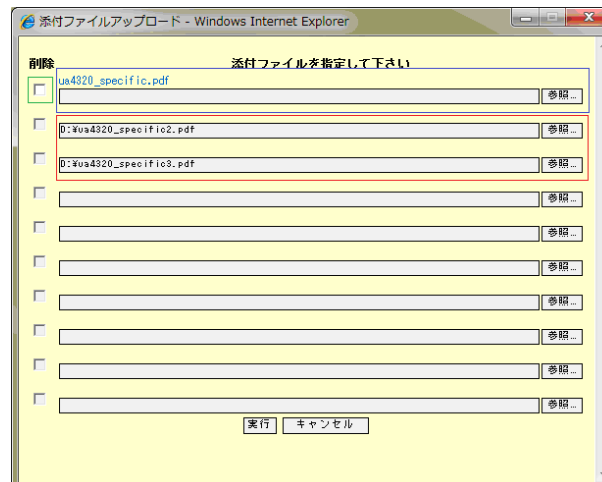 添付ファイルアップロード - Windows Internet Explorer
削除 添付ファイルを指定して下さい
ua4320_specific.pdf
参照...
D:¥ua4320_specific2.pdf 参照...
D:¥ua4320_specific3.pdf 参照...
参照...
参照...
参照...
参照...
参照...
参照...
参照...
実行 キャンセル